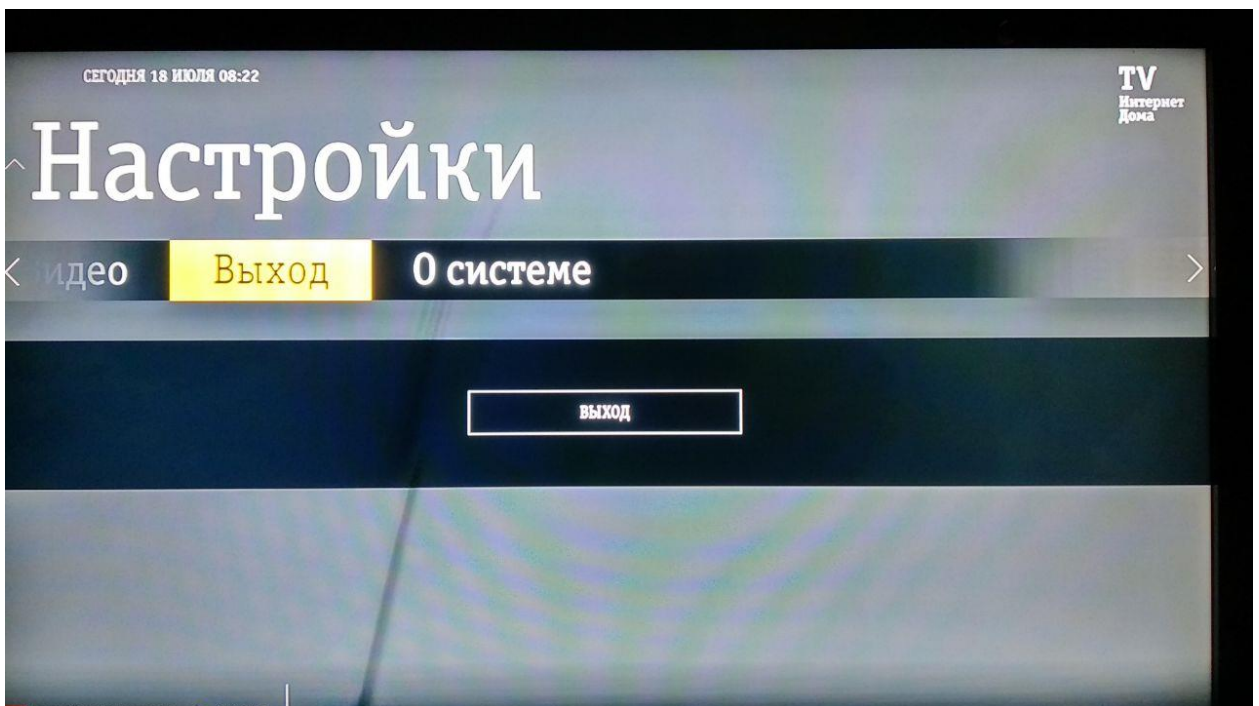 СЕГОДНЯ 18 ИЮЛЯ 08:22
TV
Интернет
Дома
Настройки
идео Выход О системе
ВЫХОД